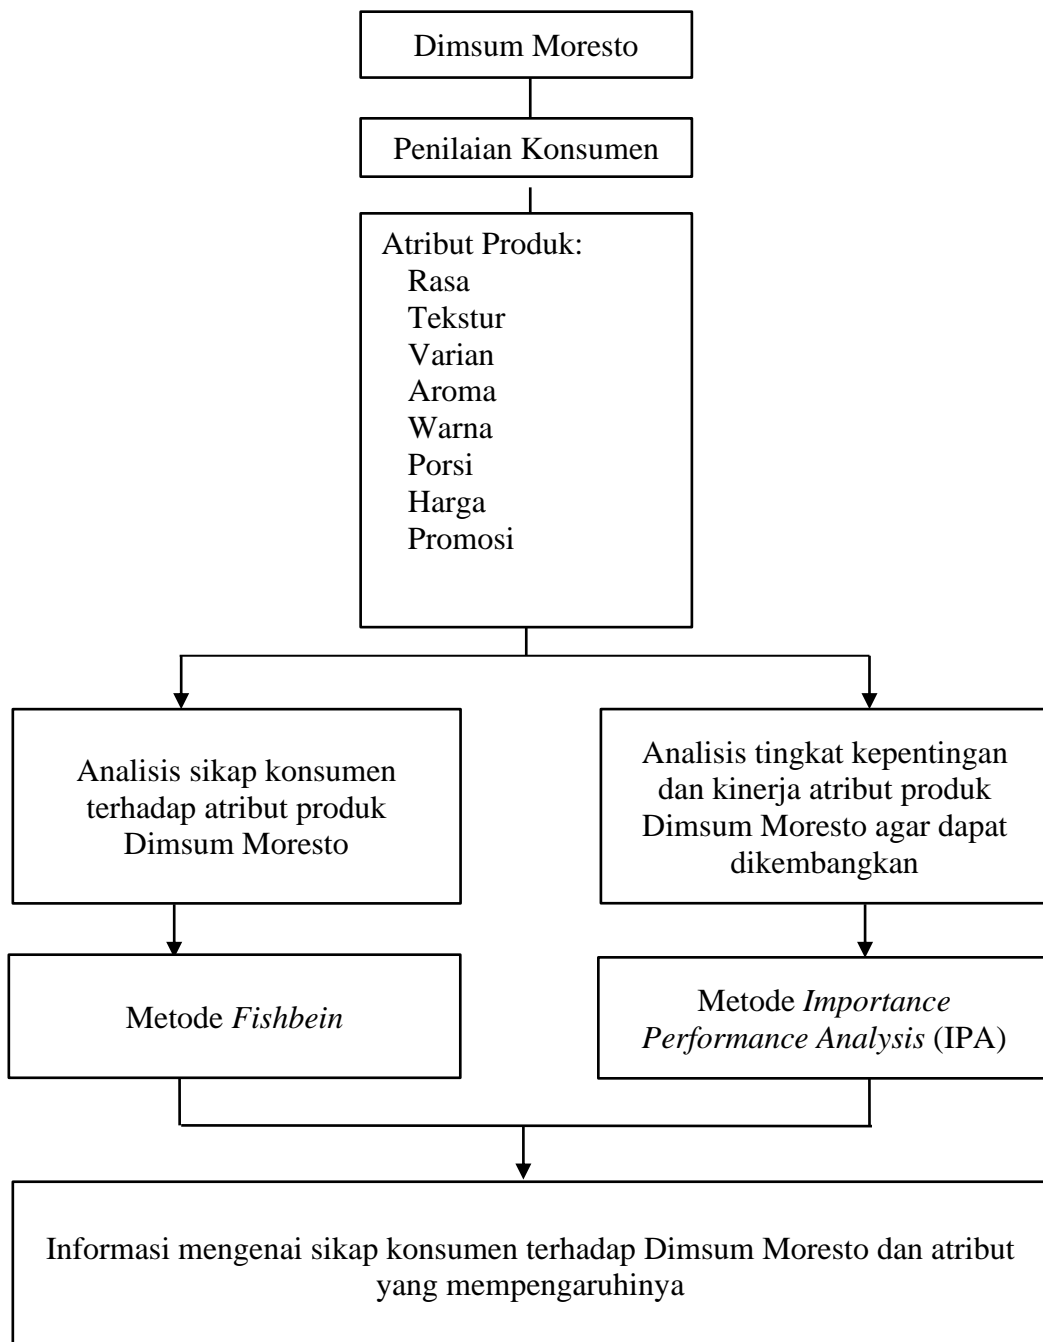 Dimsum Moresto
Penilaian Konsumen
Atribut Produk:
Rasa
Tekstur
Varian
Aroma
Warna
Porsi
Harga
Promosi
Analisis sikap konsumen
terhadap atribut produk
Dimsum Moresto
Analisis tingkat kepentingan
dan kinerja atribut produk
Dimsum Moresto agar dapat
dikembangkan
Metode Fishbein
Metode Importance
Performance Analysis (IPA)
Informasi mengenai sikap konsumen terhadap Dimsum Moresto dan atribut
yang mempengaruhinya